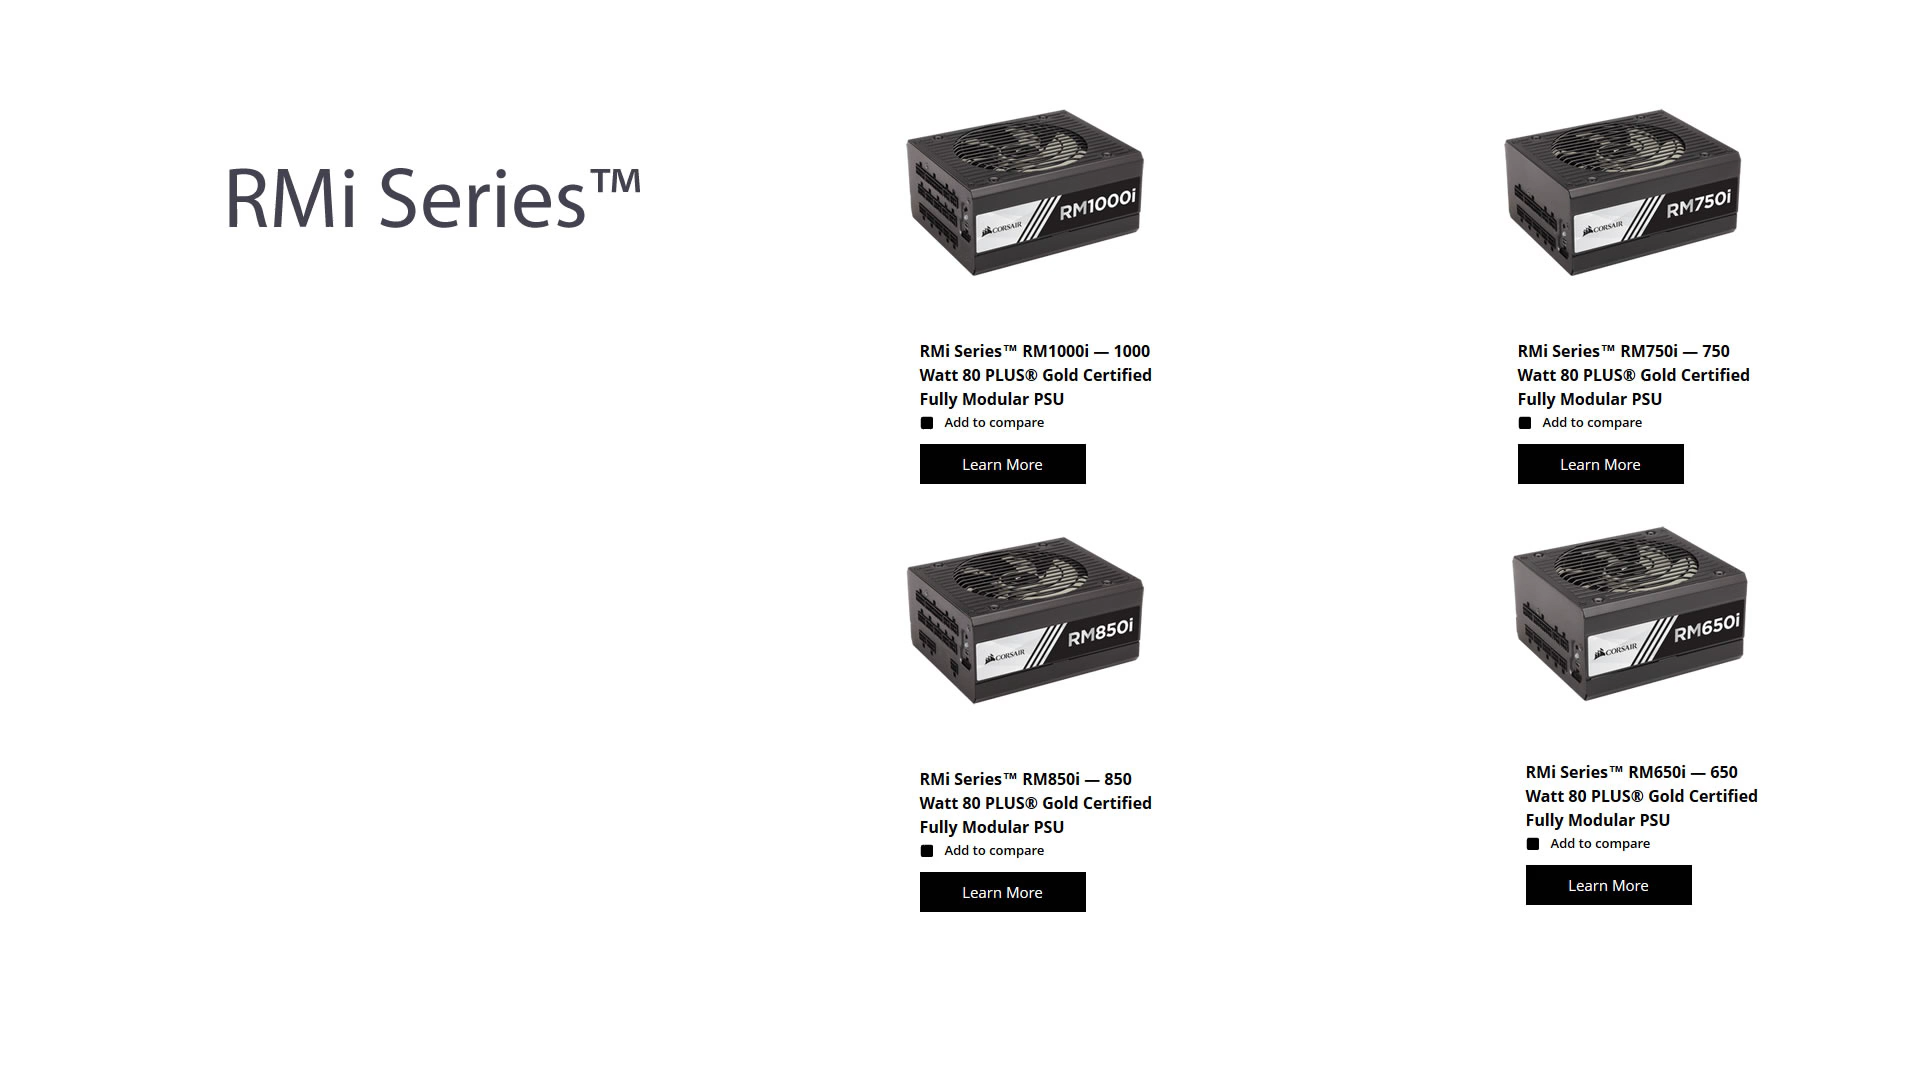 RMi Series™
CORSAIR
RM1000i
RMi Series™ RM1000i — 1000
Watt 80 PLUS® Gold Certified
Fully Modular PSU
Add to compare
Learn More
CORSAIR
RM750i
RMi Series™ RM750i — 750
Watt 80 PLUS® Gold Certified
Fully Modular PSU
Add to compare
Learn More
CORSAIR
RM850i
RMi Series™ RM850i — 850
Watt 80 PLUS® Gold Certified
Fully Modular PSU
Add to compare
Learn More
CORSAIR
RM650i
RMi Series™ RM650i — 650
Watt 80 PLUS® Gold Certified
Fully Modular PSU
Add to compare
Learn More